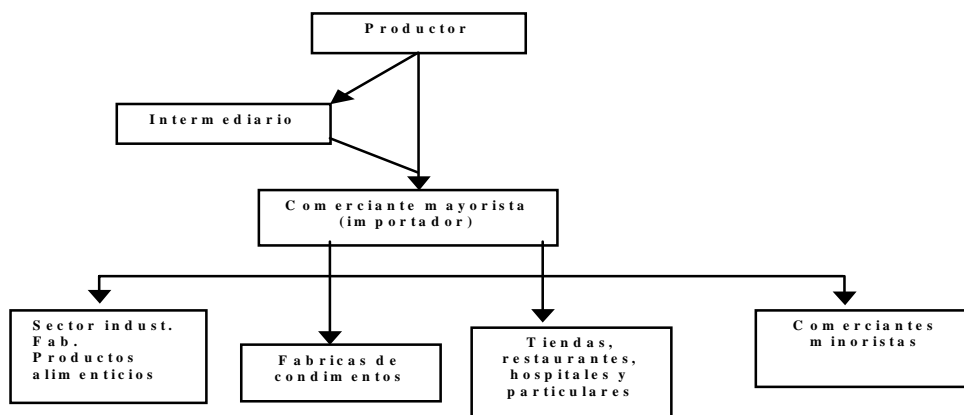 Productor
Intermediario
Comerciante mayorista
(importador)
Sector indust.
Fab.
Productos
alimenticios
Fabricas de
condimentos
Tiendas,
restaurantes,
hospitales y
particulares
Comerciantes
minoristas